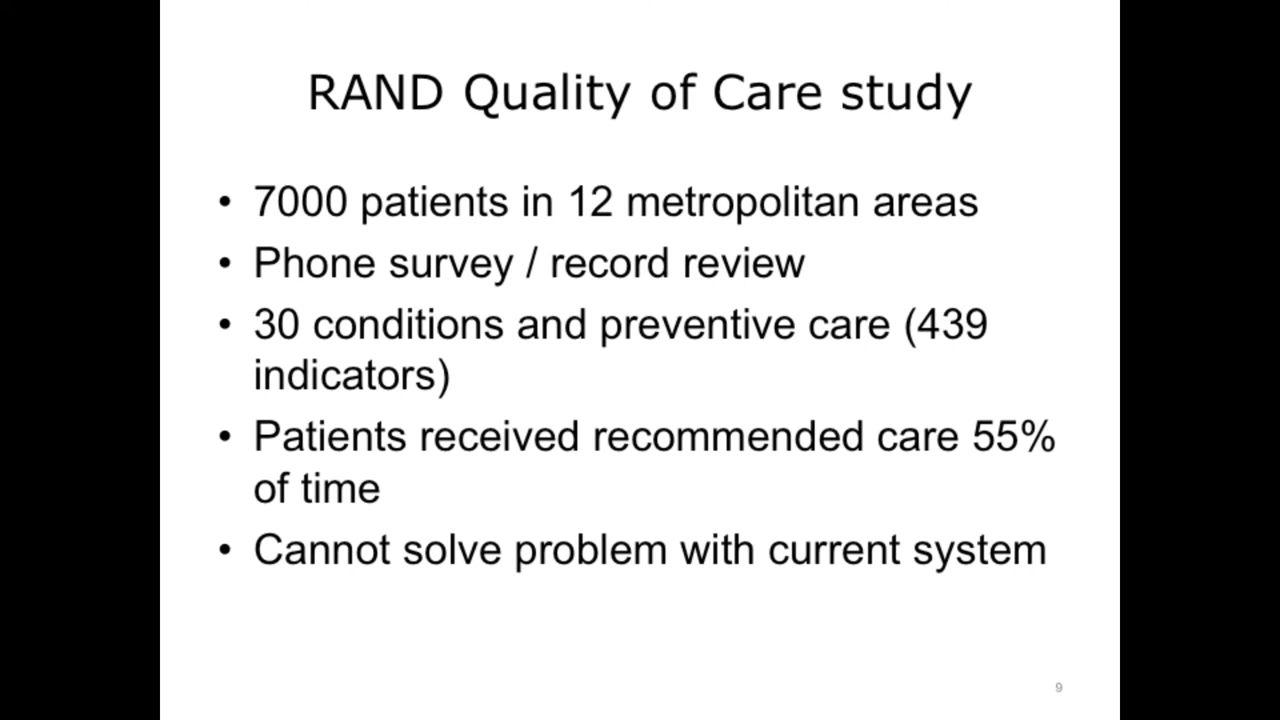 RAND Quality of Care study
• 7000 patients in 12 metropolitan areas
• Phone survey / record review
• 30 conditions and preventive care (439
indicators)
• Patients received recommended care 55%
of time
• Cannot solve problem with current system
9